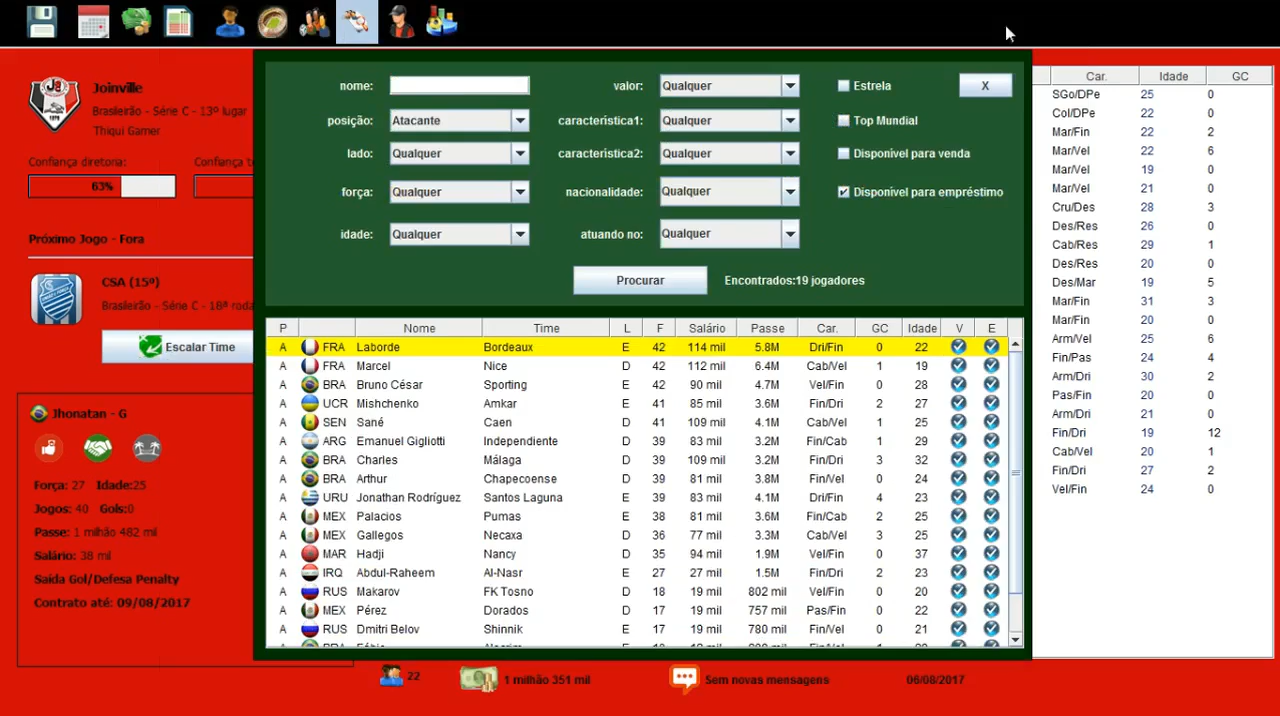 Joinville
Brasileirão - Série C - 13º lugar
Thiqui Gamer
Confiança diretoria:
Confiança t
63%
Próximo Jogo - Fora
CSA (15º)
Brasileirão - Série C - 18ª roda
Escalar Time
Jhonatan - G
Força: 27 Idade:25
Jogos: 40 Gols:0
Passe: 1 milhão 482 mil
Salário: 38 mil
Saída Gol/Defesa Penalty
Contrato até: 09/08/2017
nome: valor: Qualquer Estrela X
posição: Atacante característica1: Qualquer Top Mundial
lado: Qualquer característica2: Qualquer Disponivel para venda
força: Qualquer nacionalidade: Qualquer Disponivel para empréstimo
idade: Qualquer atuando no: Qualquer
Procurar Encontrados:19 jogadores
P Nome Time L F Salário Passe Car. GC Idade V E
A FRA Laborde Bordeaux E 42 114 mil 5.8M Dri/Fin 0 22
A FRA Marcel Nice D 42 112 mil 6.4M Cab/Vel 1 19
A BRA Bruno César Sporting E 42 90 mil 4.7M Vel/Fin 0 28
A UCR Mishchenko Amkar E 41 85 mil 3.6M Fin/Dri 2 27
A SEN Sané Caen D 41 109 mil 4.1M Cab/Vel 1 25
A ARG Emanuel Gigliotti Independiente D 39 83 mil 3.2M Fin/Cab 1 29
A BRA Charles Málaga D 39 109 mil 3.2M Fin/Dri 3 32
A BRA Arthur Chapecoense D 39 81 mil 3.8M Fin/Vel 0 24
A URU Jonathan Rodríguez Santos Laguna E 39 83 mil 4.1M Dri/Fin 4 23
A MEX Palacios Pumas E 38 81 mil 3.6M Fin/Cab 2 25
A MEX Gallegos Necaxa D 36 77 mil 3.3M Cab/Vel 3 25
A MAR Hadji Nancy D 35 94 mil 1.9M Vel/Fin 0 37
A IRQ Abdul-Raheem Al-Nasr E 27 27 mil 1.5M Fin/Dri 2 23
A RUS Makarov FK Tosno D 18 19 mil 802 mil Vel/Fin 0 20
A MEX Pérez Dorados D 17 19 mil 757 mil Pas/Fin 0 22
A RUS Dmitri Belov Shinnik E 17 19 mil 780 mil Fin/Vel 0 21
Car. Idade GC
SGo/DPe 25 0
Col/DPe 22 0
Mar/Fin 22 2
Mar/Vel 22 6
Mar/Vel 19 0
Mar/Vel 21 0
Cru/Des 28 3
Des/Res 26 0
Cab/Res 29 1
Des/Res 20 0
Des/Mar 19 5
Mar/Fin 31 3
Mar/Fin 20 0
Arm/Vel 25 6
Fin/Pas 24 4
Arm/Dri 30 2
Pas/Fin 20 0
Arm/Dri 21 0
Fin/Dri 19 12
Cab/Vel 20 1
Fin/Dri 27 2
Vel/Fin 24 0
22
1 milhão 351 mil
Sem novas mensagens
06/08/2017